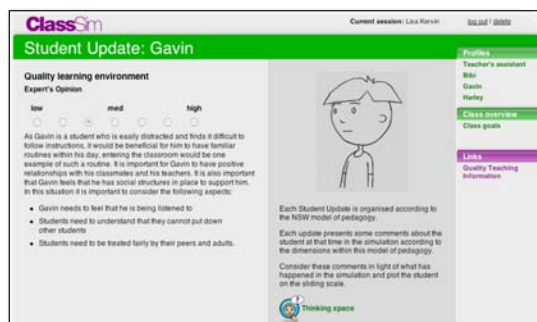 ClassSim
Current session: Lisa Kervin
log out | delete
Student Update: Gavin
Quality learning environment
Expert's Opinion
low med high
As Gavin is a student who is easily distracted and finds it difficult to
follow instructions, it would be beneficial for him to have familiar
routines within his day, entering the classroom would be one
example of such a routine. It is important for Gavin to have positive
relationships with his classmates and his teachers. It is also important
that Gavin feels that he has social structures in place to support him.
In this situation it is important to consider the following aspects:
Gavin needs to feel that he is being listened to
Students need to understand that they cannot put down
other students
Students need to be treated fairly by their peers and adults.
Each Student Update is organised according to
the NSW model of pedagogy.
Each update presents some comments about the
student at that time in the simulation according to
the dimensions within this model of pedagogy.
Consider these comments in light of what has
happened in the simulation and plot the student
on the sliding scale.
Thinking space
Profiles
Teacher's assistant
Bibi
Gavin
Harley
Class overview
Class goals
Links
Quality Teaching
Information